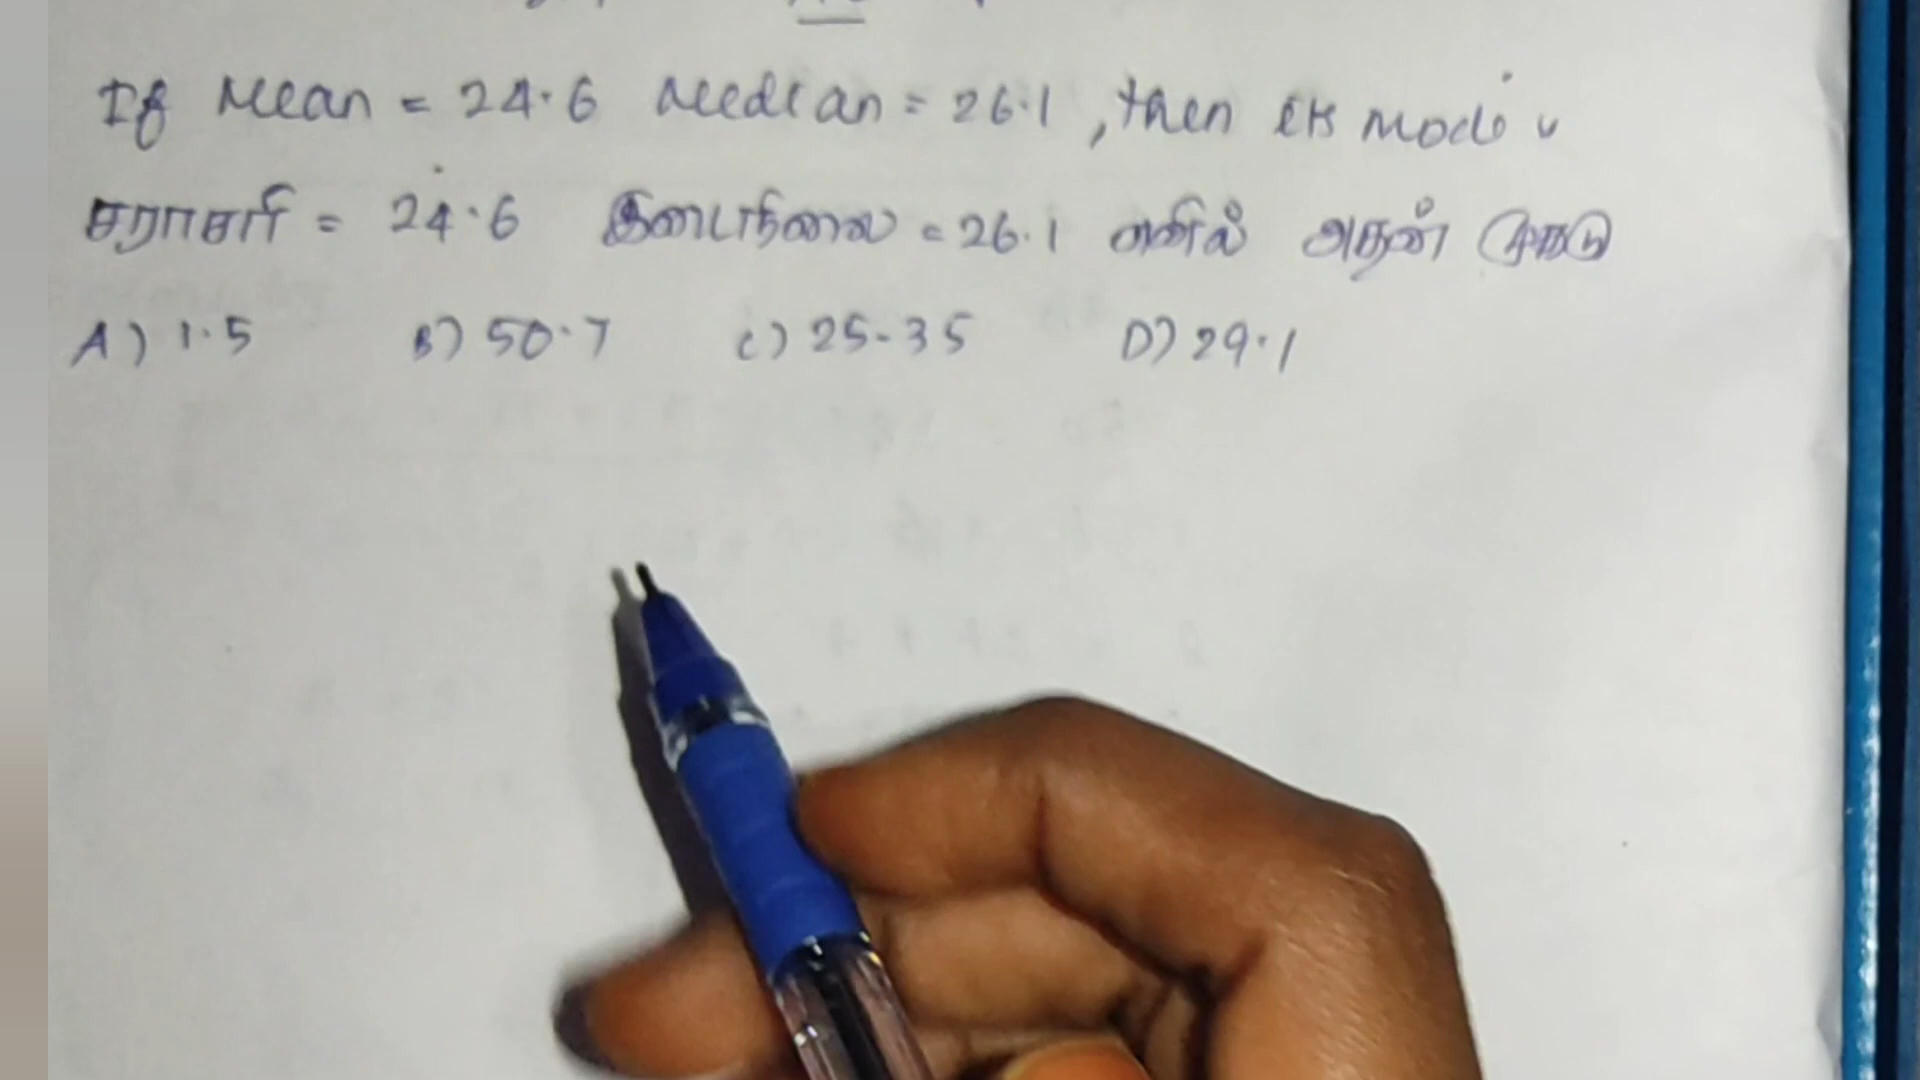 If Mean = 24.6 Median = 26.1, then its mode is
சராசரி = 24.6 இடைநிலை = 26.1 எனில் அதன் முகடு
A) 1.5 B) 50.7 C) 25.35 D) 29.1